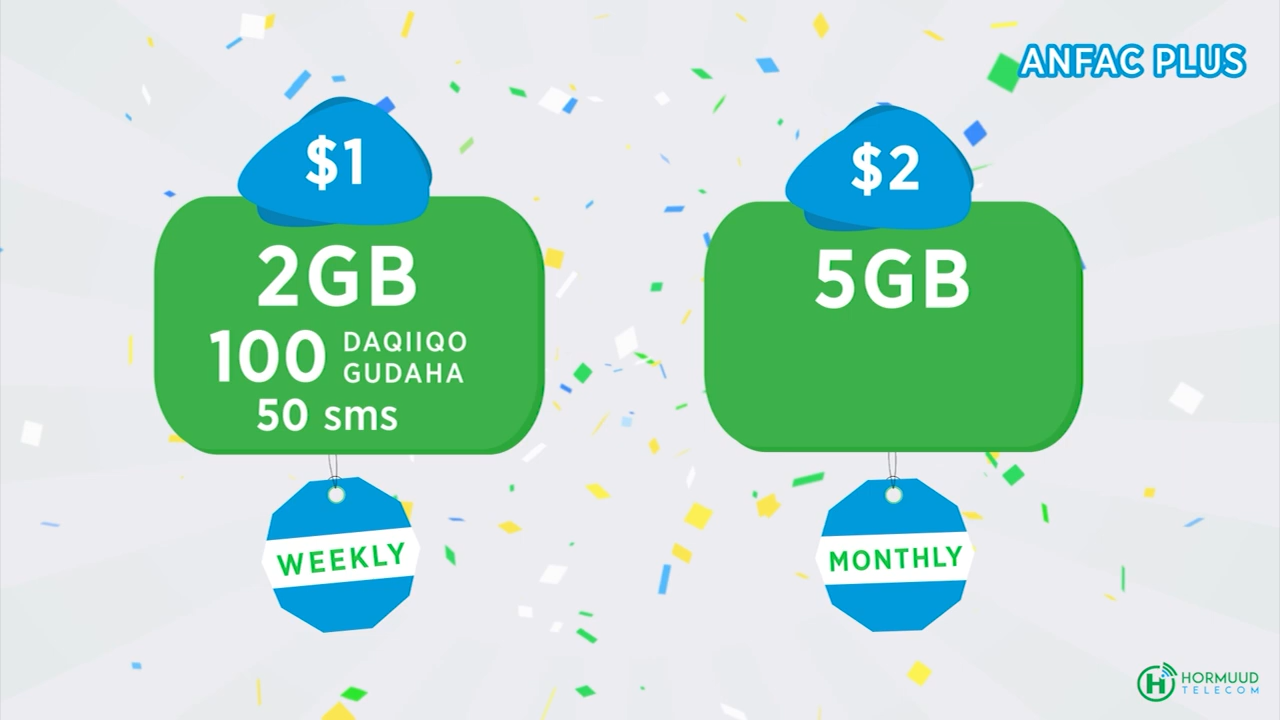 ANFAC PLUS
$1
2GB
100 DAQIIQO
GUDAHA
50 sms
WEEKLY
$2
5GB
MONTHLY
HORMUUD
TELECOM